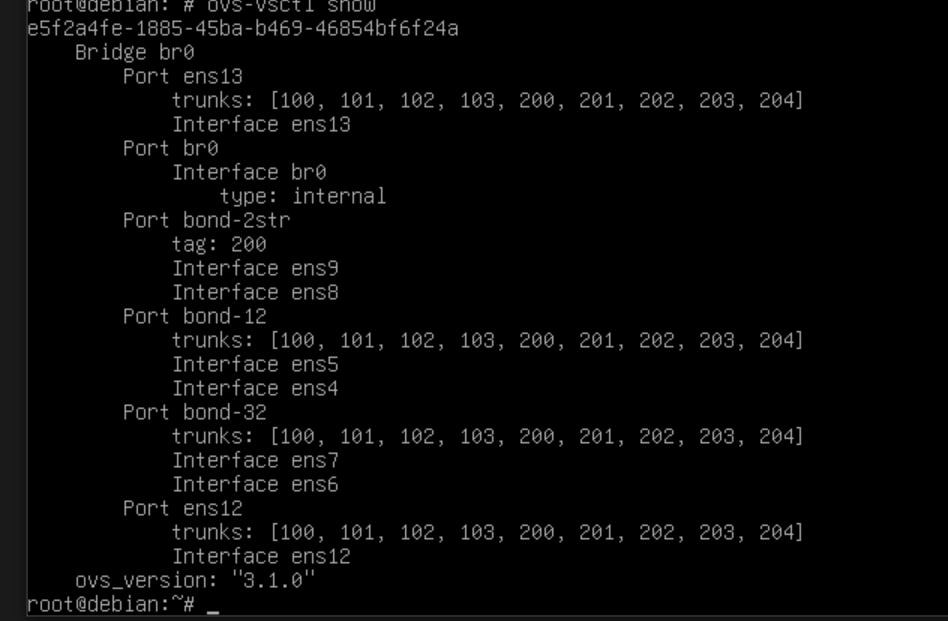 root@debian:~# ovs-vsctl show
e5f2a4fe-1885-45ba-b469-46854bf6f24a
Bridge br0
Port ens13
trunks: [100, 101, 102, 103, 200, 201, 202, 203, 204]
Interface ens13
Port br0
Interface br0
type: internal
Port bond-2str
tag: 200
Interface ens9
Interface ens8
Port bond-12
trunks: [100, 101, 102, 103, 200, 201, 202, 203, 204]
Interface ens5
Interface ens4
Port bond-32
trunks: [100, 101, 102, 103, 200, 201, 202, 203, 204]
Interface ens7
Interface ens6
Port ens12
trunks: [100, 101, 102, 103, 200, 201, 202, 203, 204]
Interface ens12
ovs_version: "3.1.0"
root@debian:~# _